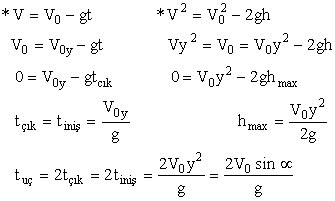 * V = V₀ – gt
V₀ = V₀y – gt
0 = V₀y – gtçık
tçık = tiniş = V₀y / g
* V² = V₀² – 2gh
Vy² = V₀ = V₀y² – 2gh
0 = V₀y² – 2ghmax
hmax = V₀y² / 2g
tuç = 2tçık = 2tiniş = 2V₀y² / g = 2V₀ sin ∝ / g